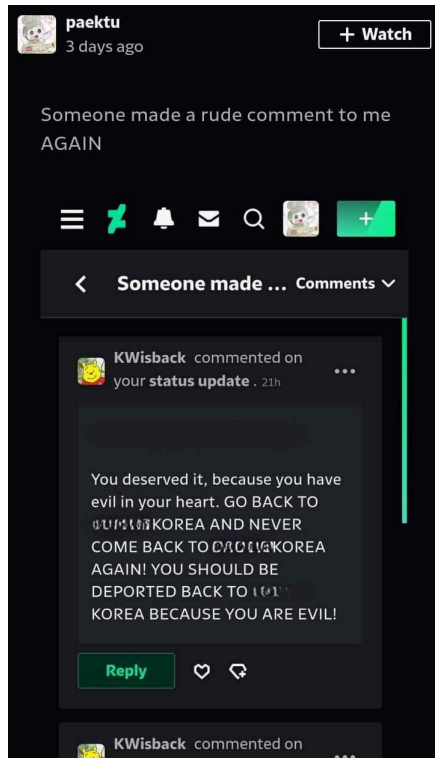 paektu
+ Watch
3 days ago
Someone made a rude comment to me
AGAIN
+
Someone made ... Comments
KWisback commented on
your status update . 21h
You deserved it, because you have
evil in your heart. GO BACK TO
KOREA AND NEVER
COME BACK TO KOREA
AGAIN! YOU SHOULD BE
DEPORTED BACK TO
KOREA BECAUSE YOU ARE EVIL!
Reply
KWisback commented on